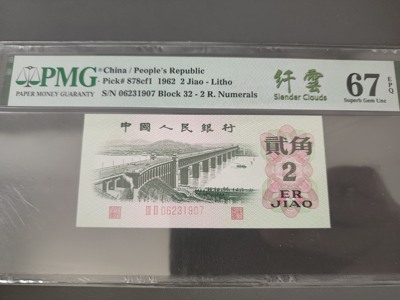 PMG
PAPER MONEY GUARANTY
China / People's Republic
Pick# 878cf1 1962 2 Jiao - Litho
S/N 06231907 Block 32 - 2 R. Numerals
纤雲
Slender Clouds
67 EPQ
Superb Gem Unc
中國人民銀行
貳角
2
ER
JIAO
III II 06231907